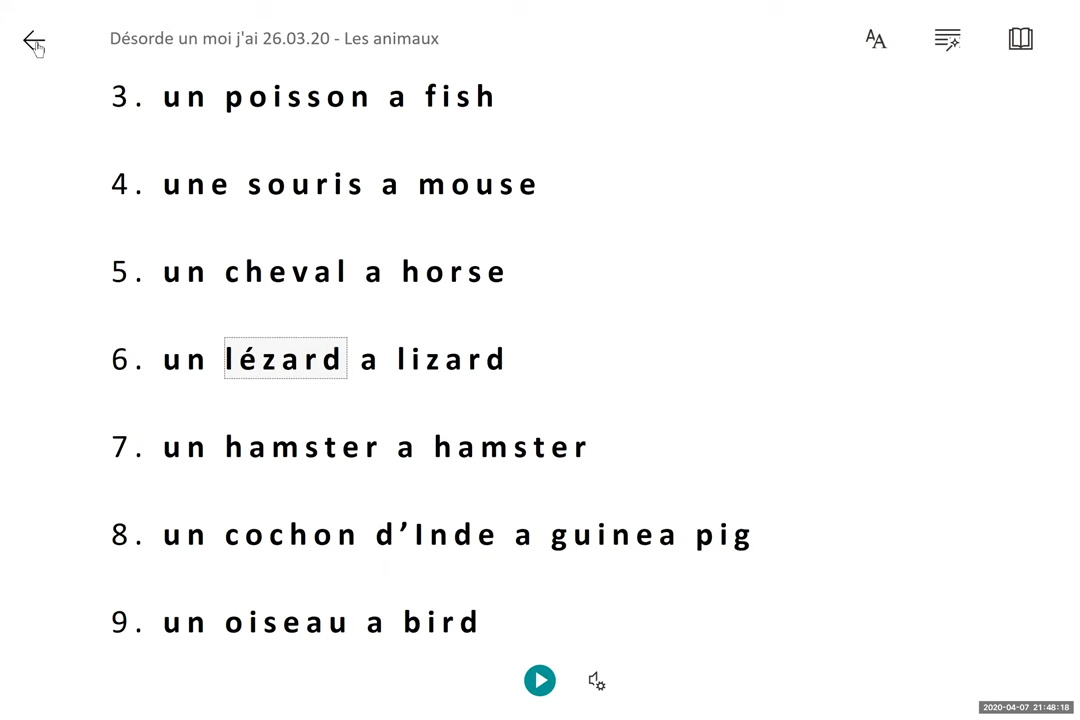 Désorde un moi j'ai 26.03.20 - Les animaux
AA
3. un poisson a fish
4. une souris a mouse
5. un cheval a horse
6. un lézard a lizard
7. un hamster a hamster
8. un cochon d’Inde a guinea pig
9. un oiseau a bird
2020-04-07 21:48:18